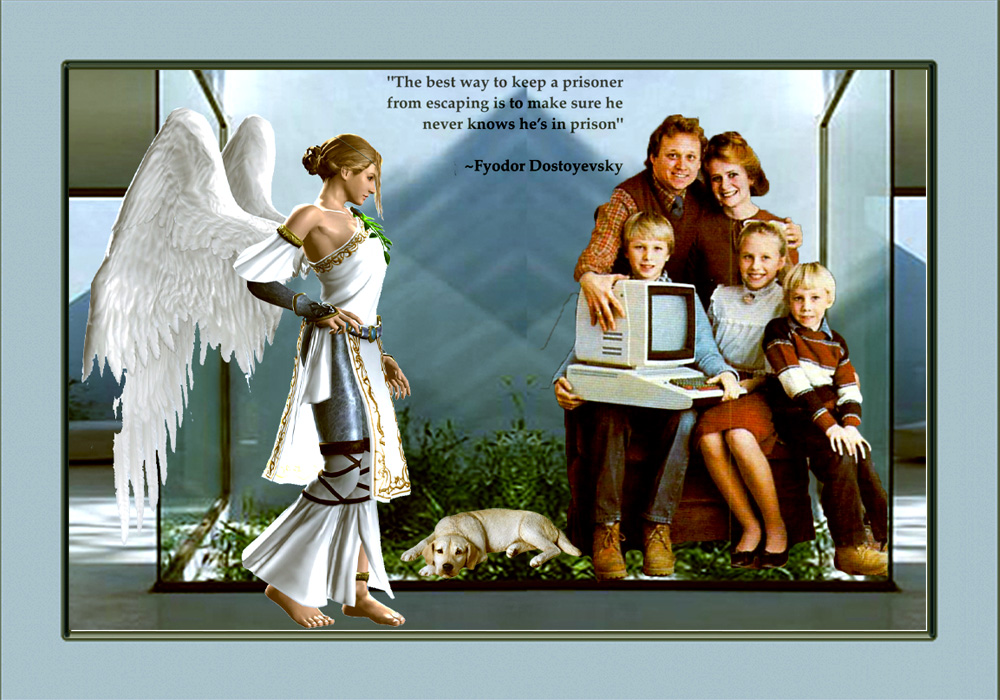 "The best way to keep a prisoner
from escaping is to make sure he
never knows he's in prison"
~Fyodor Dostoyevsky